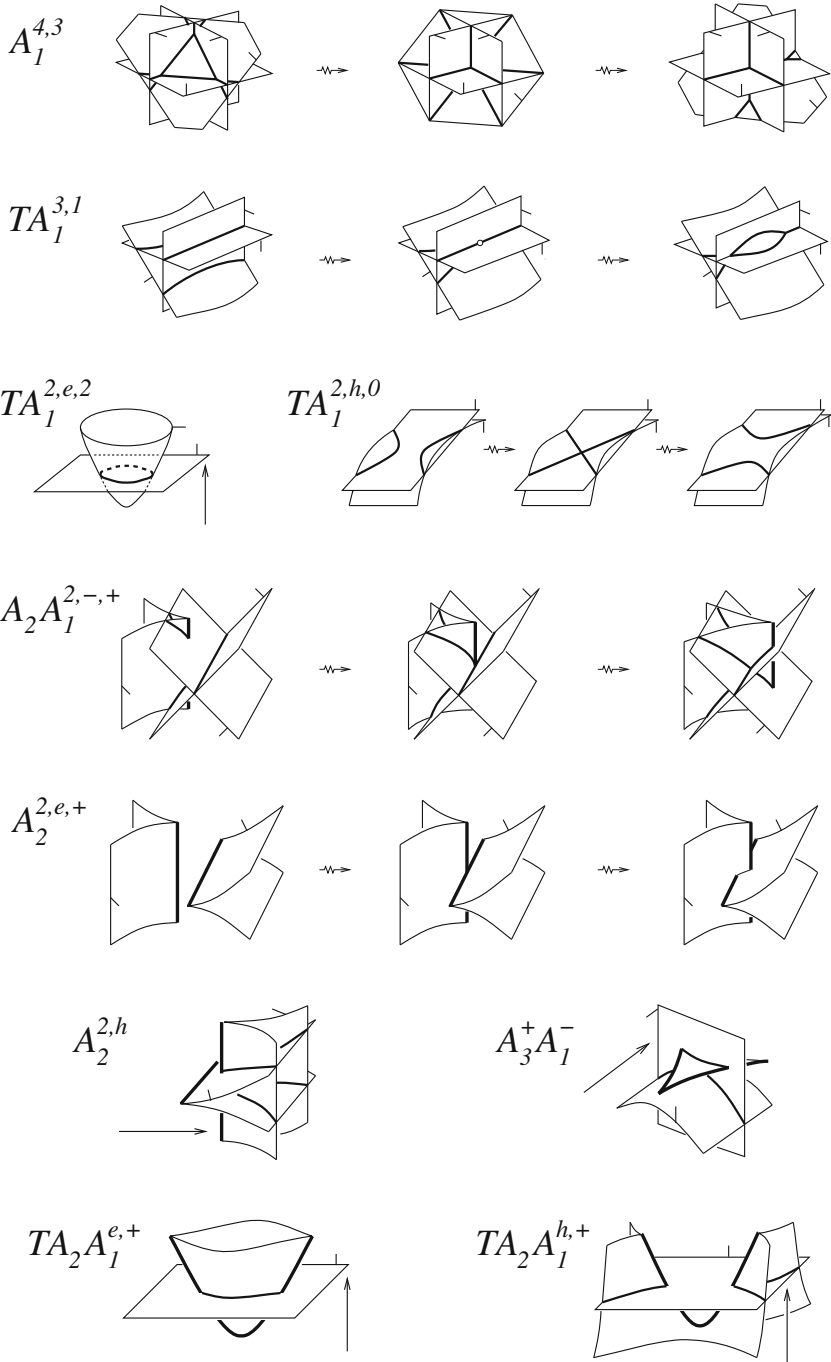 A_1^{4,3}
TA_1^{3,1}
TA_1^{2,e,2} TA_1^{2,h,0}
A_2A_1^{2,-,+}
A_2^{2,e,+}
A_2^{2,h} A_3^+A_1^-
TA_2A_1^{e,+} TA_2A_1^{h,+}